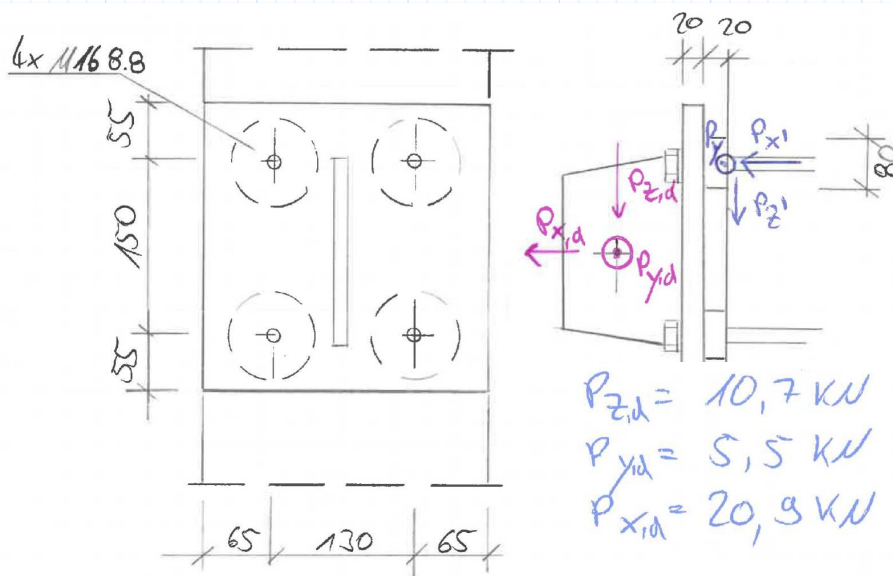 4x M16 8.8
55
150
55
65 130 65
20 20
80
Px'
Py
Pz'
Pz,d
Px,d
Py,d
Pz,d = 10,7 KN
Py,d = 5,5 KN
Px,d = 20,9 KN